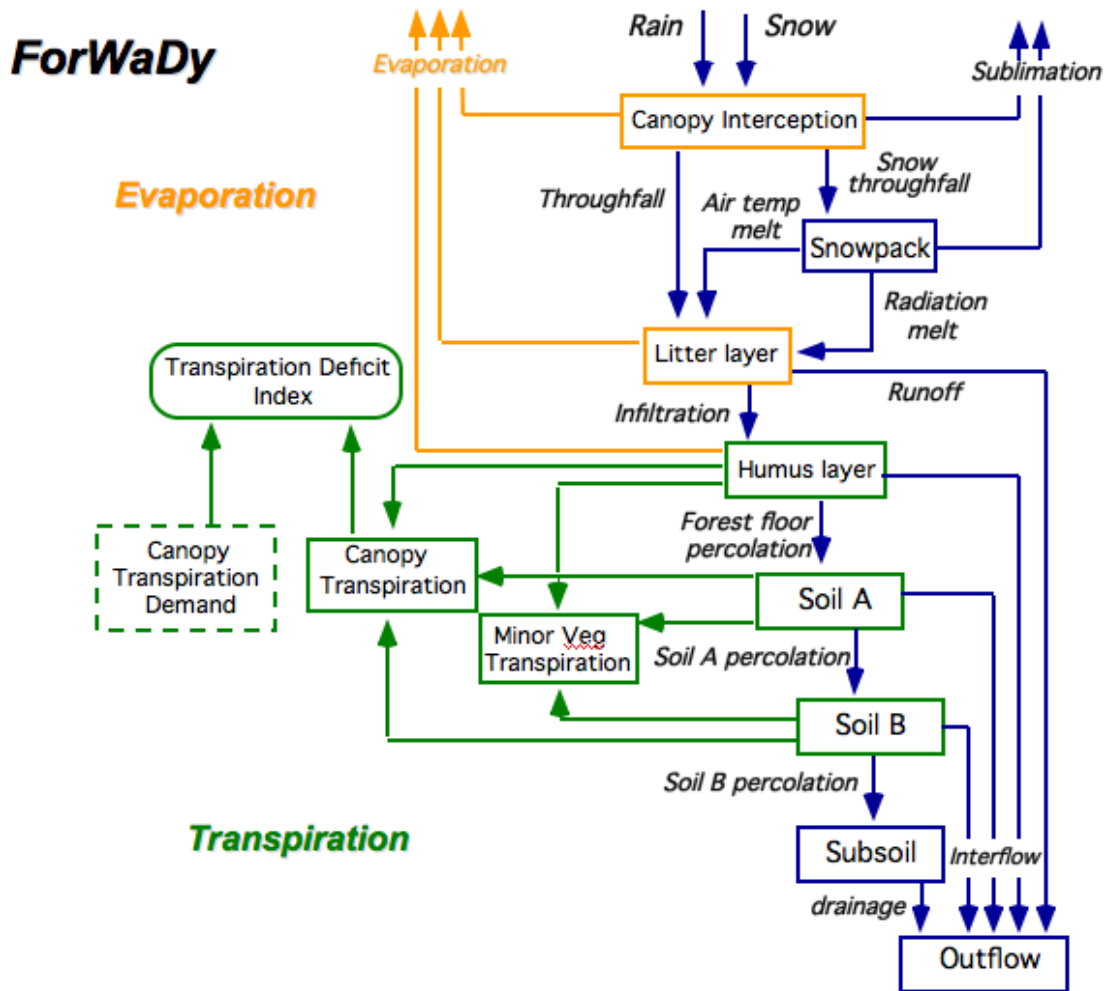 ForWaDy
Evaporation
Rain
Snow
Sublimation
Canopy Interception
Evaporation
Throughfall
Snow
throughfall
Air temp
melt
Snowpack
Radiation
melt
Litter layer
Transpiration Deficit
Index
Runoff
Infiltration
Humus layer
Forest floor
percolation
Canopy
Transpiration
Demand
Canopy
Transpiration
Soil A
Minor Veg
Transpiration
Soil A percolation
Soil B
Soil B percolation
Transpiration
Subsoil
Interflow
drainage
Outflow